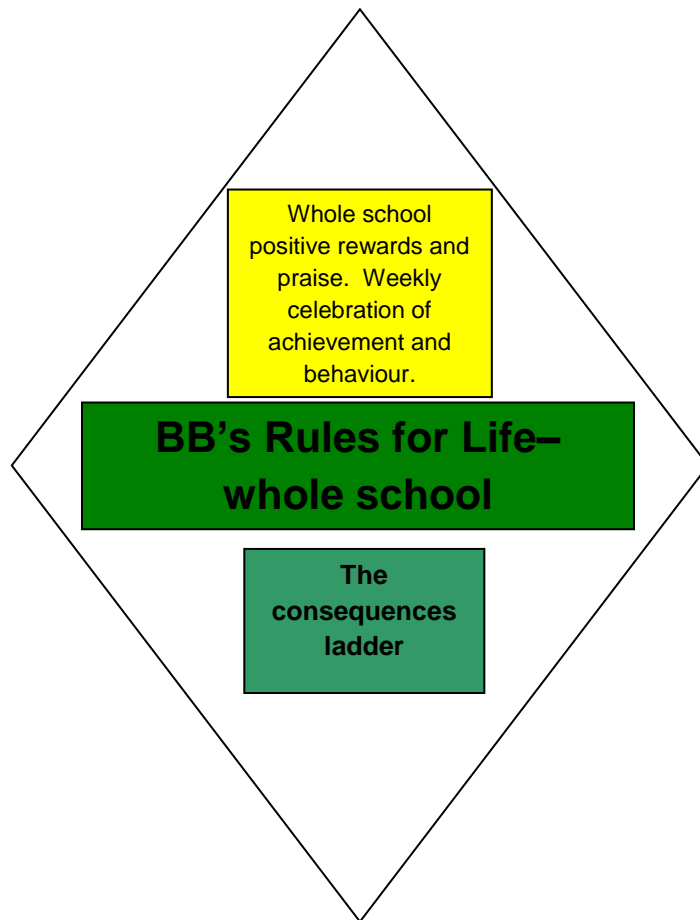 Whole school
positive rewards and
praise.  Weekly
celebration of
achievement and
behaviour.
BB’s Rules for Life–
whole school
The
consequences
ladder